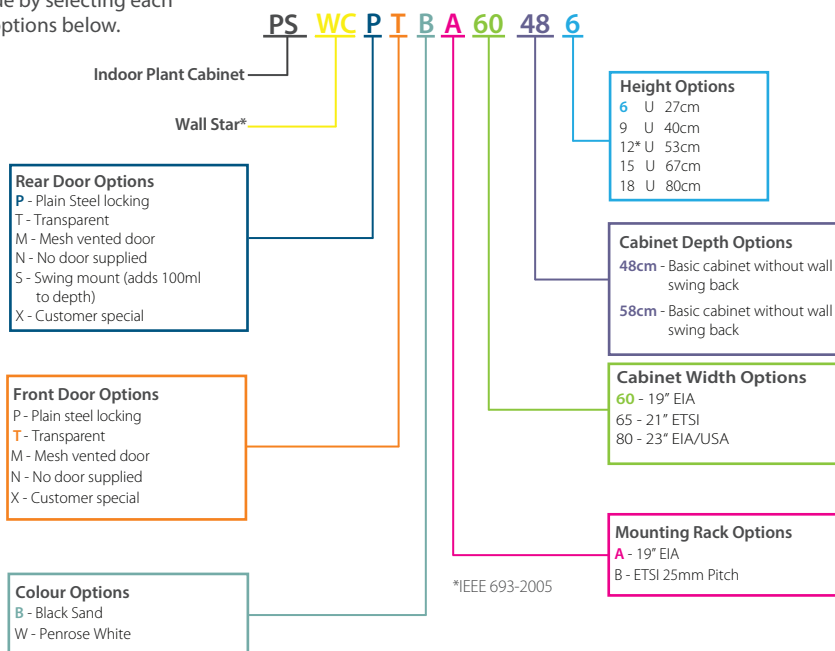 de by selecting each
options below.
PS WC P T B A 60 48 6
Indoor Plant Cabinet
Wall Star*
Rear Door Options
P - Plain Steel locking
T - Transparent
M - Mesh vented door
N - No door supplied
S - Swing mount (adds 100ml
to depth)
X - Customer special
Front Door Options
P - Plain steel locking
T - Transparent
M - Mesh vented door
N - No door supplied
X - Customer special
Colour Options
B - Black Sand
W - Penrose White
Height Options
6 U 27cm
9 U 40cm
12* U 53cm
15 U 67cm
18 U 80cm
Cabinet Depth Options
48cm - Basic cabinet without wall
swing back
58cm - Basic cabinet without wall
swing back
Cabinet Width Options
60 - 19” EIA
65 - 21” ETSI
80 - 23“ EIA/USA
Mounting Rack Options
A - 19” EIA
B - ETSI 25mm Pitch
*IEEE 693-2005